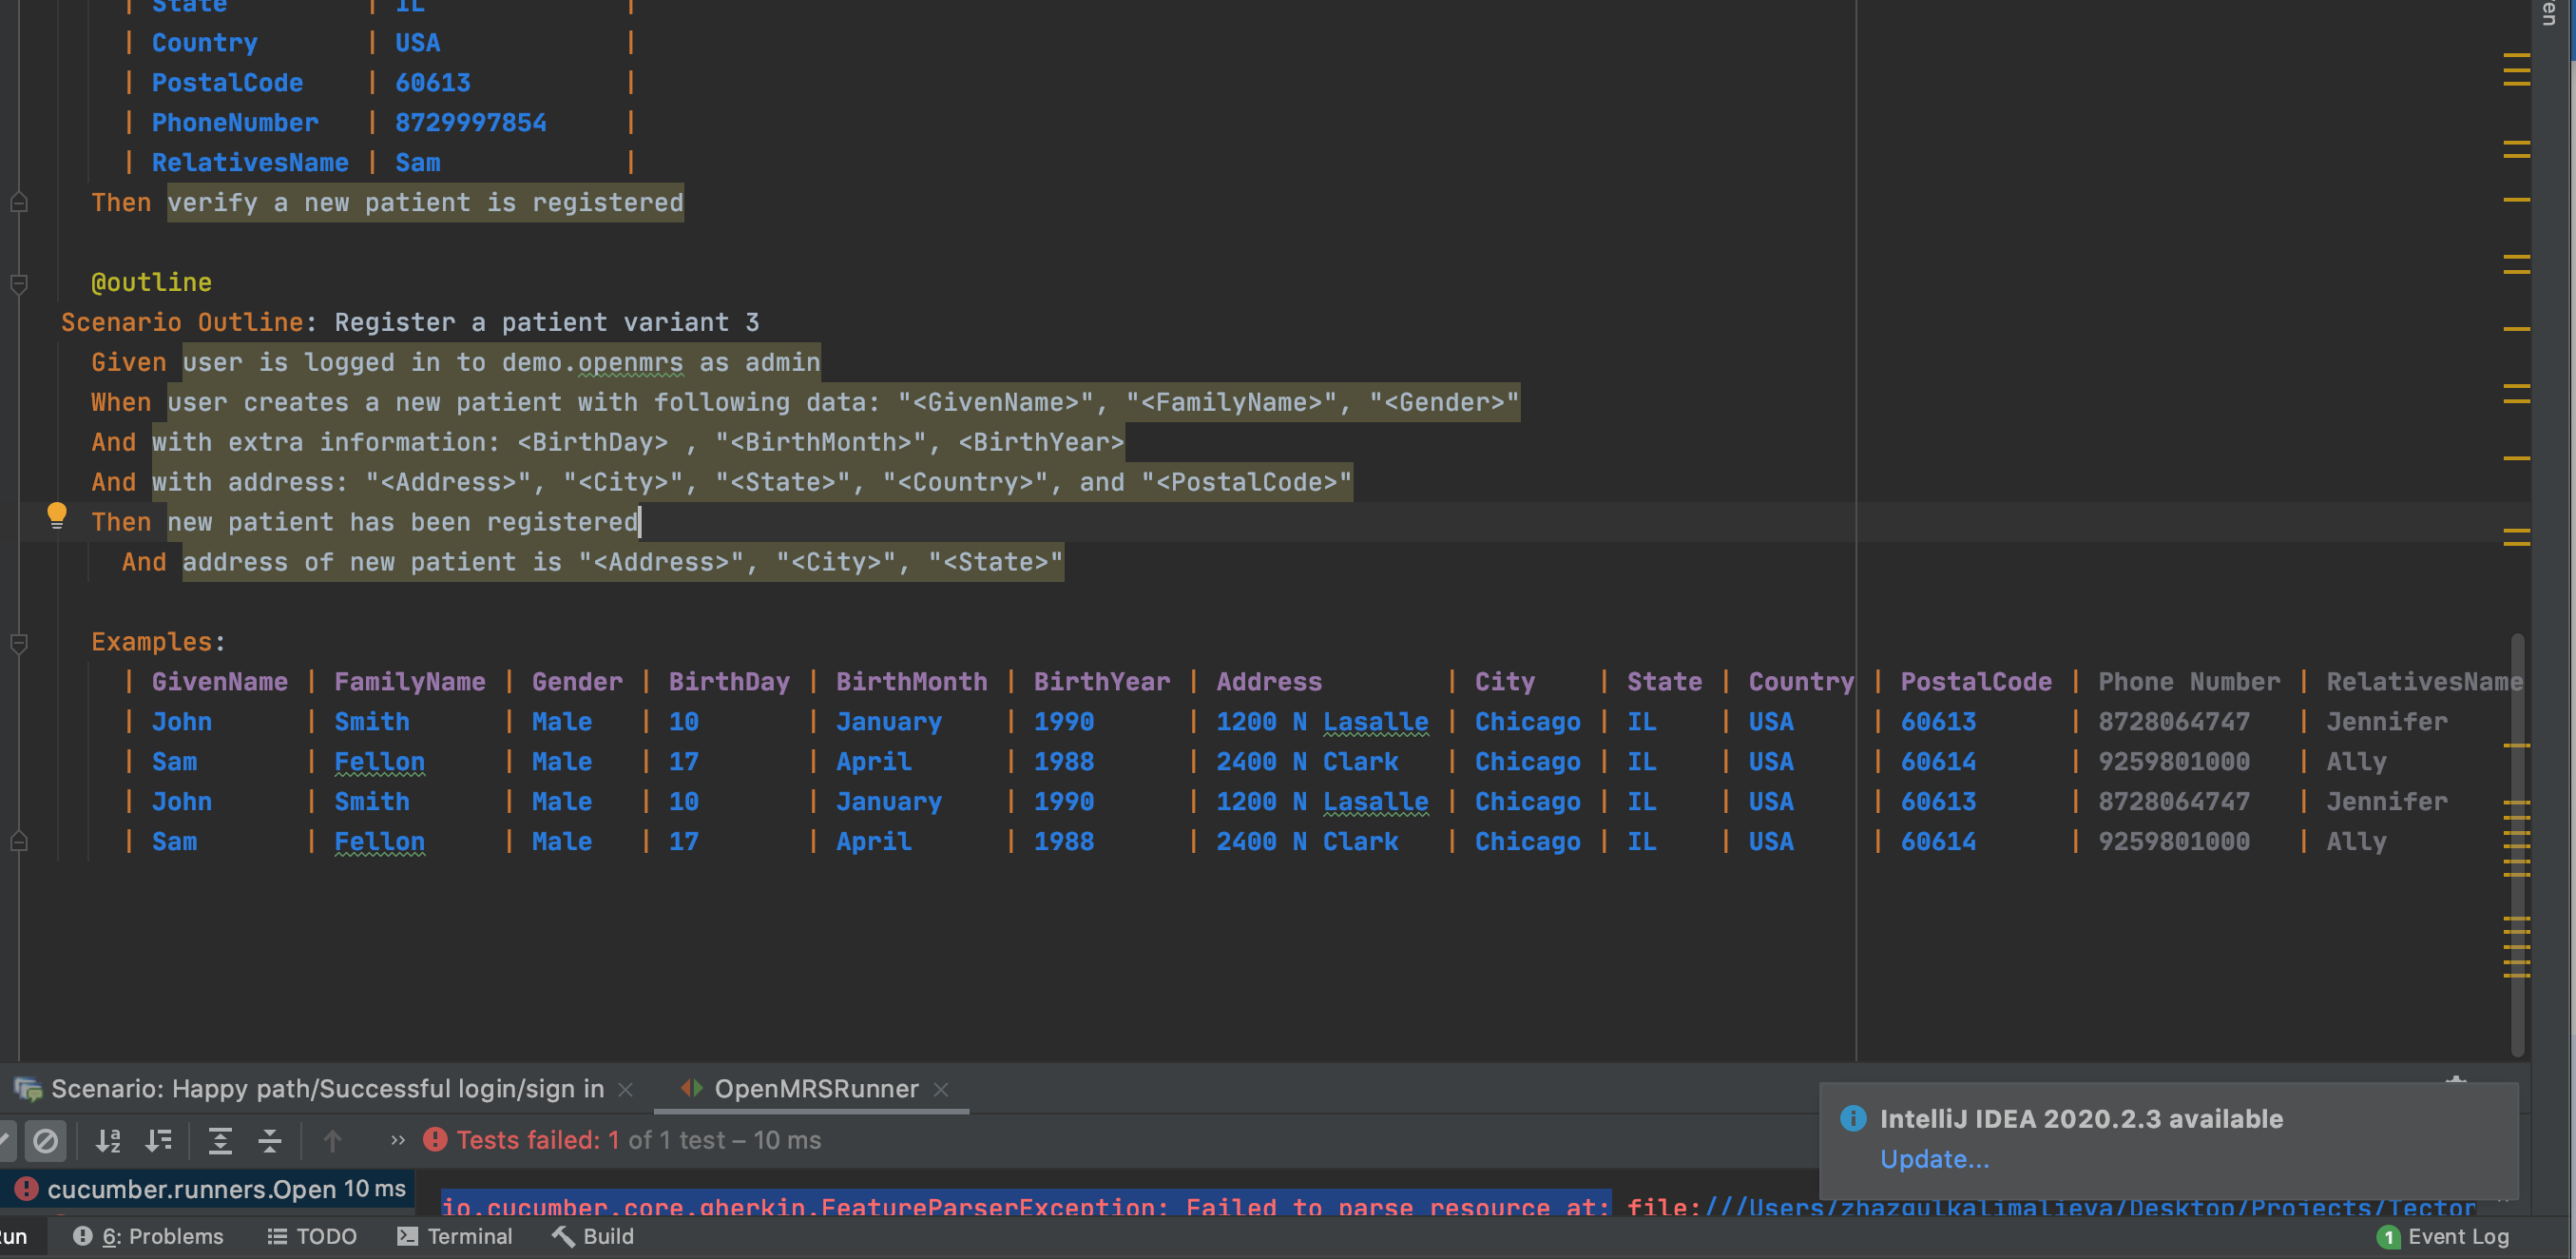 | State | IL |
| Country | USA |
| PostalCode | 60613 |
| PhoneNumber | 8729997854 |
| RelativesName | Sam |
Then verify a new patient is registered
@outline
Scenario Outline: Register a patient variant 3
Given user is logged in to demo.openmrs as admin
When user creates a new patient with following data: "<GivenName>", "<FamilyName>", "<Gender>"
And with extra information: <BirthDay> , "<BirthMonth>", <BirthYear>
And with address: "<Address>", "<City>", "<State>", "<Country>", and "<PostalCode>"
Then new patient has been registered
And address of new patient is "<Address>", "<City>", "<State>"
Examples:
| GivenName | FamilyName | Gender | BirthDay | BirthMonth | BirthYear | Address | City | State | Country | PostalCode | Phone Number | RelativesName
| John | Smith | Male | 10 | January | 1990 | 1200 N Lasalle | Chicago | IL | USA | 60613 | 8728064747 | Jennifer
| Sam | Fellon | Male | 17 | April | 1988 | 2400 N Clark | Chicago | IL | USA | 60614 | 9259801000 | Ally
| John | Smith | Male | 10 | January | 1990 | 1200 N Lasalle | Chicago | IL | USA | 60613 | 8728064747 | Jennifer
| Sam | Fellon | Male | 17 | April | 1988 | 2400 N Clark | Chicago | IL | USA | 60614 | 9259801000 | Ally
Scenario: Happy path/Successful login/sign in
OpenMRSRunner
Tests failed: 1 of 1 test – 10 ms
IntelliJ IDEA 2020.2.3 available
Update...
cucumber.runners.Open 10 ms
io.cucumber.core.gherkin.FeatureParserException: Failed to parse resource at: file:///Users/zhazgulkalimalieva/Desktop/Projects/Tector
un
6: Problems
TODO
Terminal
Build
1 Event Log